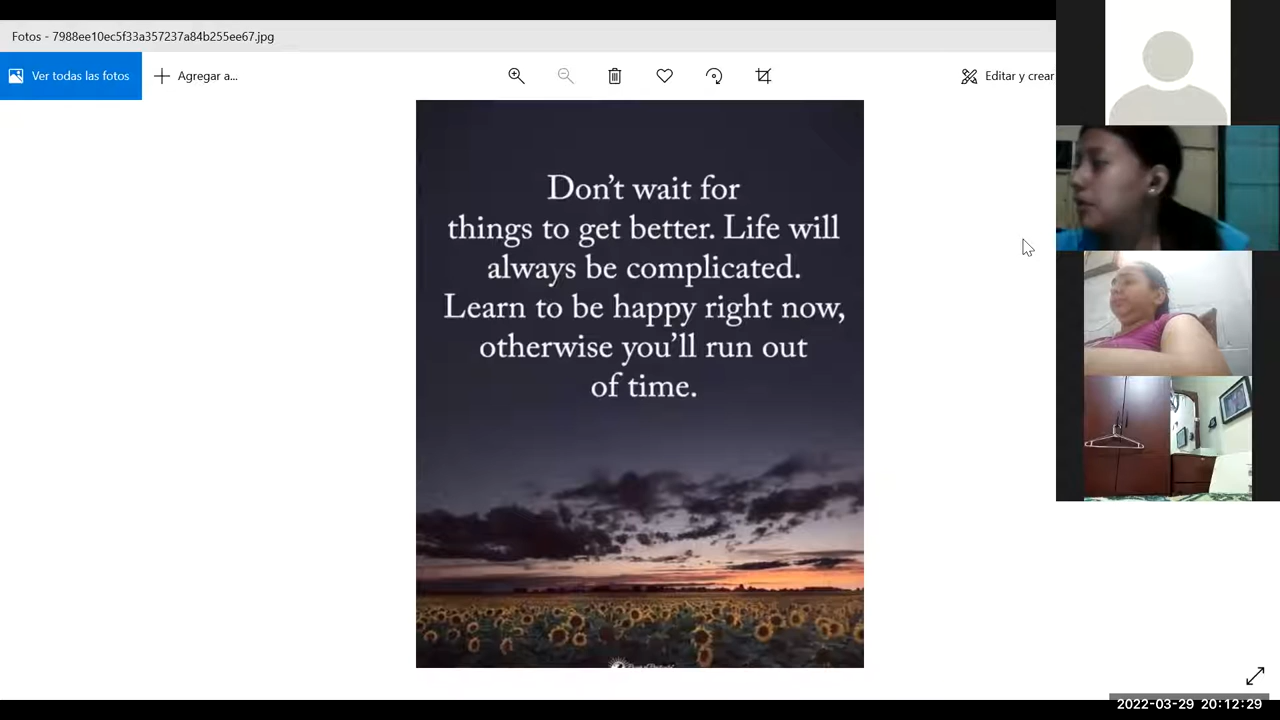 Fotos - 7988ee10ec5f33a357237a84b255ee67.jpg
Ver todas las fotos
Agregar a...
Editar y crear
Don't wait for
things to get better. Life will
always be complicated.
Learn to be happy right now,
otherwise you'll run out
of time.
2022-03-29 20:12:29